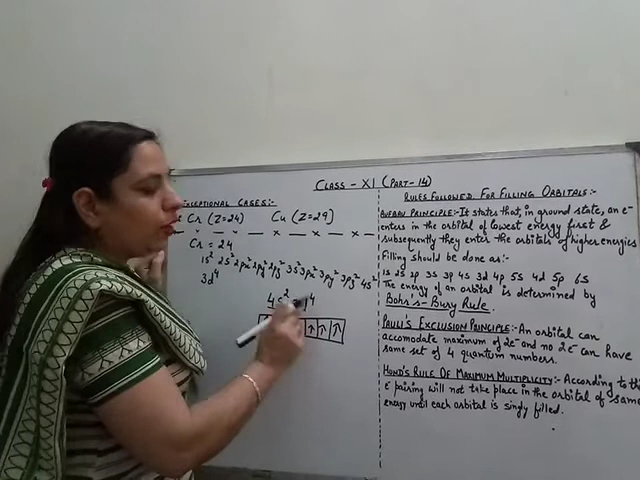 CLASS - XI (PART-14)
EXCEPTIONAL CASES:-
Cr (Z=24) Cu (Z=29)
Cr = 24
1s² 2s² 2px² 2py² 2pz² 3s² 3px² 3py² 3pz² 4s²
3d⁴
4s² 4
↑ ↑ ↑
RULES FOLLOWED FOR FILLING ORBITALS:-
AUFBAU PRINCIPLE:- It states that, in ground state, an e⁻
enters in the orbital of lowest energy first &
subsequently they enter the orbitals of higher energies
Filling should be done as:-
1s 2s 2p 3s 3p 4s 3d 4p 5s 4d 5p 6s
The energy of an orbital is determined by
Bohr's-Bury Rule.
PAULI'S EXCLUSION PRINCIPLE:- An orbital can
accomodate maximum of 2e⁻ and no 2e⁻ can have
same set of 4 quantum numbers.
HUND'S RULE OF MAXIMUM MULTIPLICITY:- According to this
e⁻ pairing will not take place in the orbital of same
energy until each orbital is singly filled.